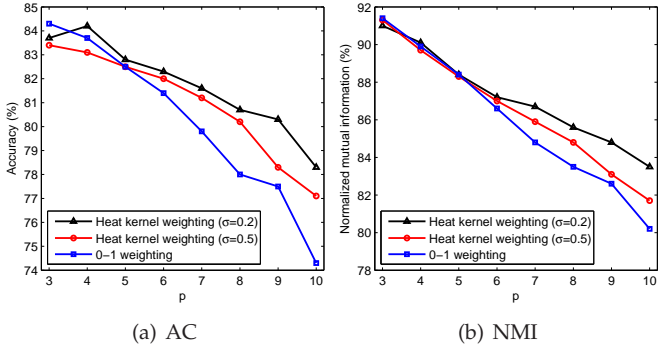 85
84
83
82
81
80
79
78
77
76
75
74
Accuracy (%)
Heat kernel weighting (σ=0.2)
Heat kernel weighting (σ=0.5)
0−1 weighting
3 4 5 6 7 8 9 10
p
(a) AC
92
90
88
86
84
82
80
78
Normalized mutual information (%)
Heat kernel weighting (σ=0.2)
Heat kernel weighting (σ=0.5)
0−1 weighting
3 4 5 6 7 8 9 10
p
(b) NMI